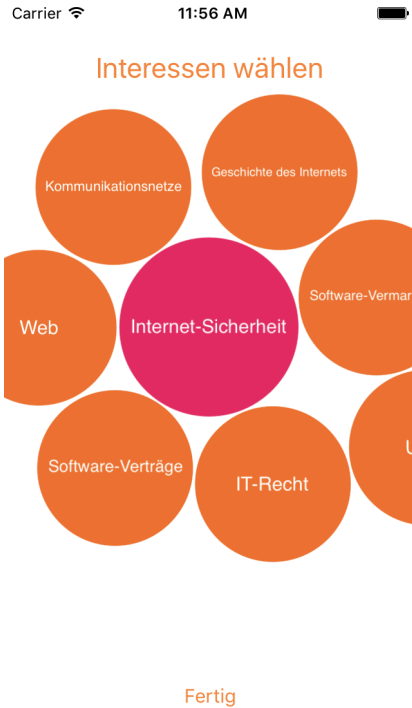 Carrier 11:56 AM
Interessen wählen
Geschichte des Internets
Kommunikationsnetze
Software-Vermar
Web
Internet-Sicherheit
U
Software-Verträge
IT-Recht
Fertig